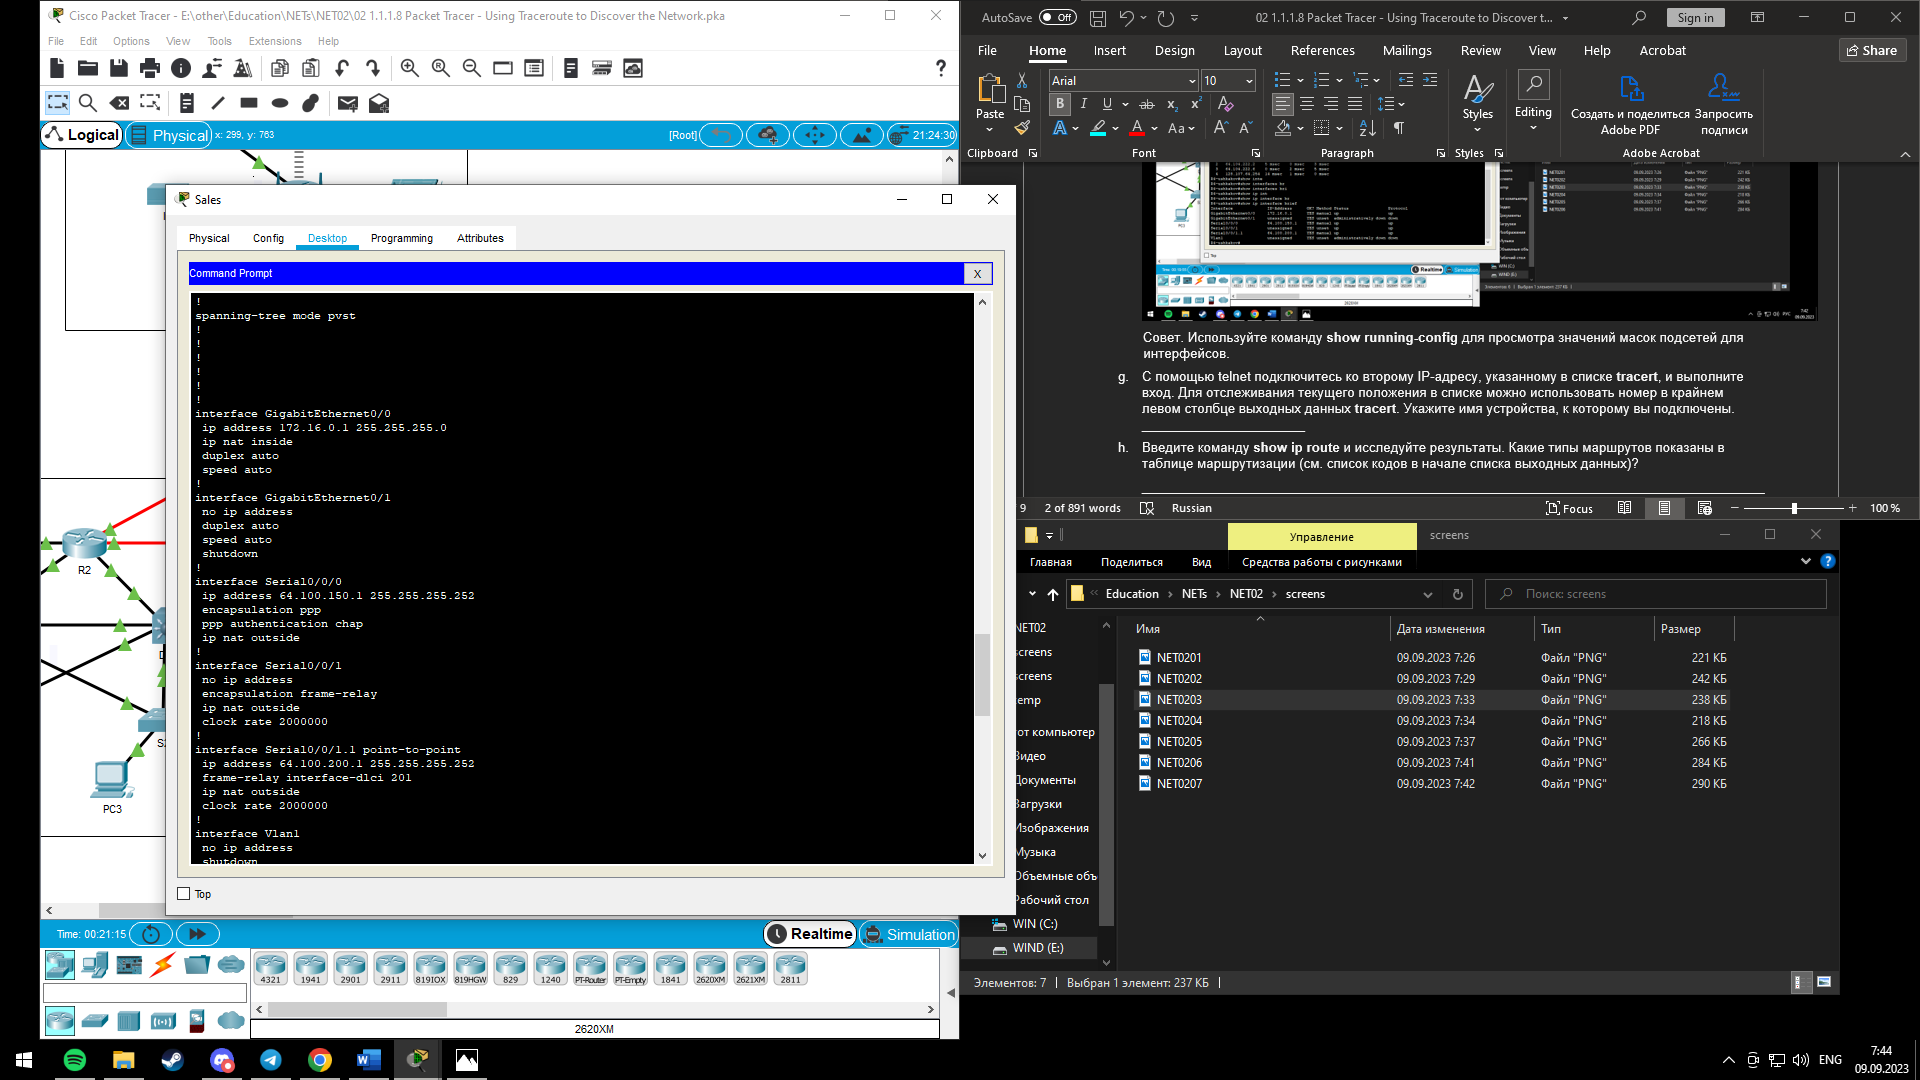 Cisco Packet Tracer - E:\other\Education\NETs\NET02\02 1.1.1.8 Packet Tracer - Using Traceroute to Discover the Network.pka
File Edit Options View Tools Extensions Help
?
Logical Physical x: 299, y: 763 [Root] 21:24:30
R2
PC3
Sales
Physical Config Desktop Programming Attributes
Command Prompt X
!
spanning-tree mode pvst
!
!
!
!
!
!
interface GigabitEthernet0/0
ip address 172.16.0.1 255.255.255.0
ip nat inside
duplex auto
speed auto
!
interface GigabitEthernet0/1
no ip address
duplex auto
speed auto
shutdown
!
interface Serial0/0/0
ip address 64.100.150.1 255.255.255.252
encapsulation ppp
ppp authentication chap
ip nat outside
!
interface Serial0/0/1
no ip address
encapsulation frame-relay
ip nat outside
clock rate 2000000
!
interface Serial0/0/1.1 point-to-point
ip address 64.100.200.1 255.255.255.252
frame-relay interface-dlci 201
ip nat outside
clock rate 2000000
!
interface Vlan1
no ip address
shutdown
Top
Time: 00:21:15 Realtime Simulation
4321 1941 2901 2911 819IOX 819HGW 829 1240 PT-Router PT-Empty 1841 2620XM 2621XM 2811
2620XM
AutoSave Off 02 1.1.1.8 Packet Tracer - Using Traceroute to Discover t... Sign in
File Home Insert Design Layout References Mailings Review View Help Acrobat Share
Arial 10
Paste Styles Editing Создать и поделиться Adobe PDF Запросить подписи
Clipboard Font Paragraph Styles Adobe Acrobat
Совет. Используйте команду show running-config для просмотра значений масок подсетей для
интерфейсов.
g. С помощью telnet подключитесь ко второму IP-адресу, указанному в списке tracert, и выполните
вход. Для отслеживания текущего положения в списке можно использовать номер в крайнем
левом столбце выходных данных tracert. Укажите имя устройства, к которому вы подключены.
h. Введите команду show ip route и исследуйте результаты. Какие типы маршрутов показаны в
таблице маршрутизации (см. список кодов в начале списка выходных данных)?
9 2 of 891 words Russian Focus 100 %
Управление screens
Главная Поделиться Вид Средства работы с рисунками
Education NETs NET02 screens Поиск: screens
NET02
screens
screens
temp
от компьютер
Видео
Документы
Загрузки
Изображения
Музыка
Объемные объ
Рабочий стол
WIN (C:)
WIND (E:)
Имя Дата изменения Тип Размер
NET0201 09.09.2023 7:26 Файл "PNG" 221 КБ
NET0202 09.09.2023 7:29 Файл "PNG" 242 КБ
NET0203 09.09.2023 7:33 Файл "PNG" 238 КБ
NET0204 09.09.2023 7:34 Файл "PNG" 218 КБ
NET0205 09.09.2023 7:37 Файл "PNG" 266 КБ
NET0206 09.09.2023 7:41 Файл "PNG" 284 КБ
NET0207 09.09.2023 7:42 Файл "PNG" 290 КБ
Элементов: 7 Выбран 1 элемент: 237 КБ
ENG
7:44
09.09.2023